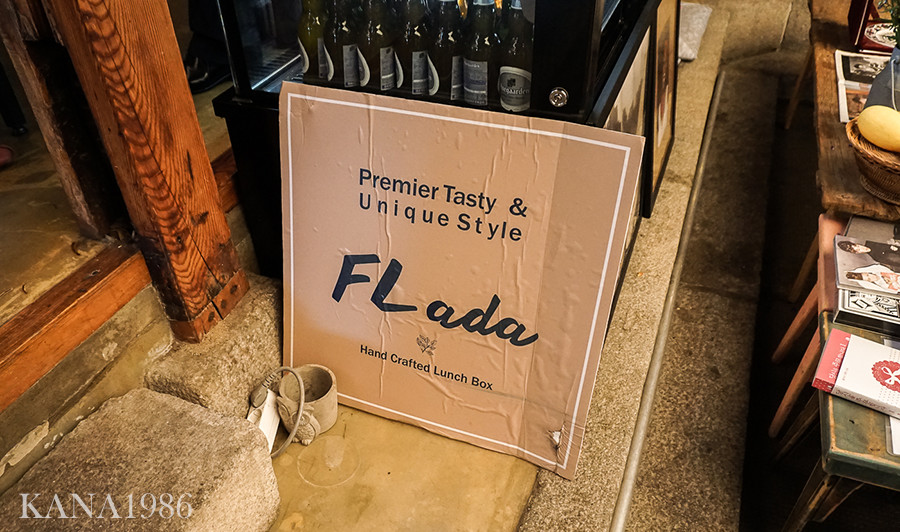 Premier Tasty &
Unique Style
FLada
Hand Crafted Lunch Box
KANA1986